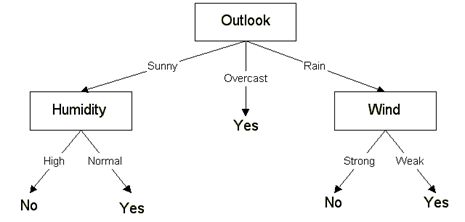 Outlook
Sunny
Overcast
Rain
Humidity
Yes
Wind
High
Normal
Strong
Weak
No
Yes
No
Yes